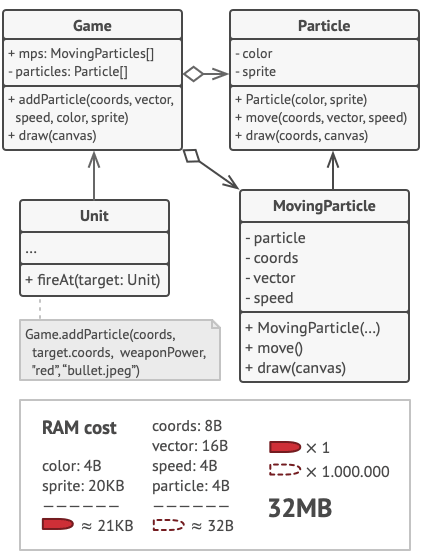 Game
+ mps: MovingParticles[]
- particles: Particle[]
+ addParticle(coords, vector,
speed, color, sprite)
+ draw(canvas)
Particle
- color
- sprite
+ Particle(color, sprite)
+ move(coords, vector, speed)
+ draw(coords, canvas)
Unit
...
+ fireAt(target: Unit)
MovingParticle
- particle
- coords
- vector
- speed
+ MovingParticle(...)
+ move()
+ draw(canvas)
Game.addParticle(coords,
target.coords, weaponPower,
"red", "bullet.jpeg")
RAM cost
color: 4B
sprite: 20KB
≈ 21KB
coords: 8B
vector: 16B
speed: 4B
particle: 4B
≈ 32B
× 1
× 1.000.000
32MB